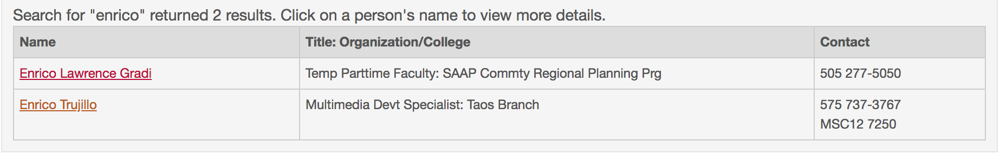 Search for "enrico" returned 2 results. Click on a person's name to view more details.
Name Title: Organization/College Contact
Enrico Lawrence Gradi Temp Parttime Faculty: SAAP Commty Regional Planning Prg 505 277-5050
Enrico Trujillo Multimedia Devt Specialist: Taos Branch 575 737-3767
MSC12 7250